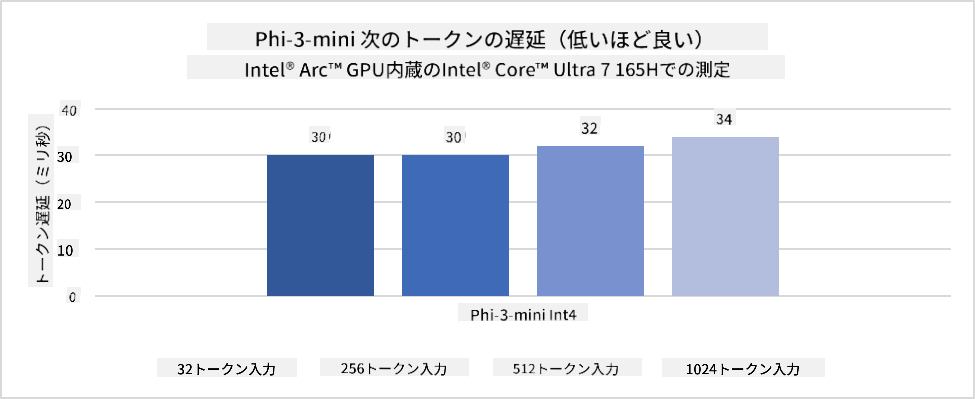 Phi-3-mini 次のトークンの遅延（低いほど良い）
Intel® Arc™ GPU内蔵のIntel® Core™ Ultra 7 165Hでの測定
トークン遅延（ミリ秒）
40
30
20
10
0
30
30
32
34
Phi-3-mini Int4
32トークン入力
256トークン入力
512トークン入力
1024トークン入力